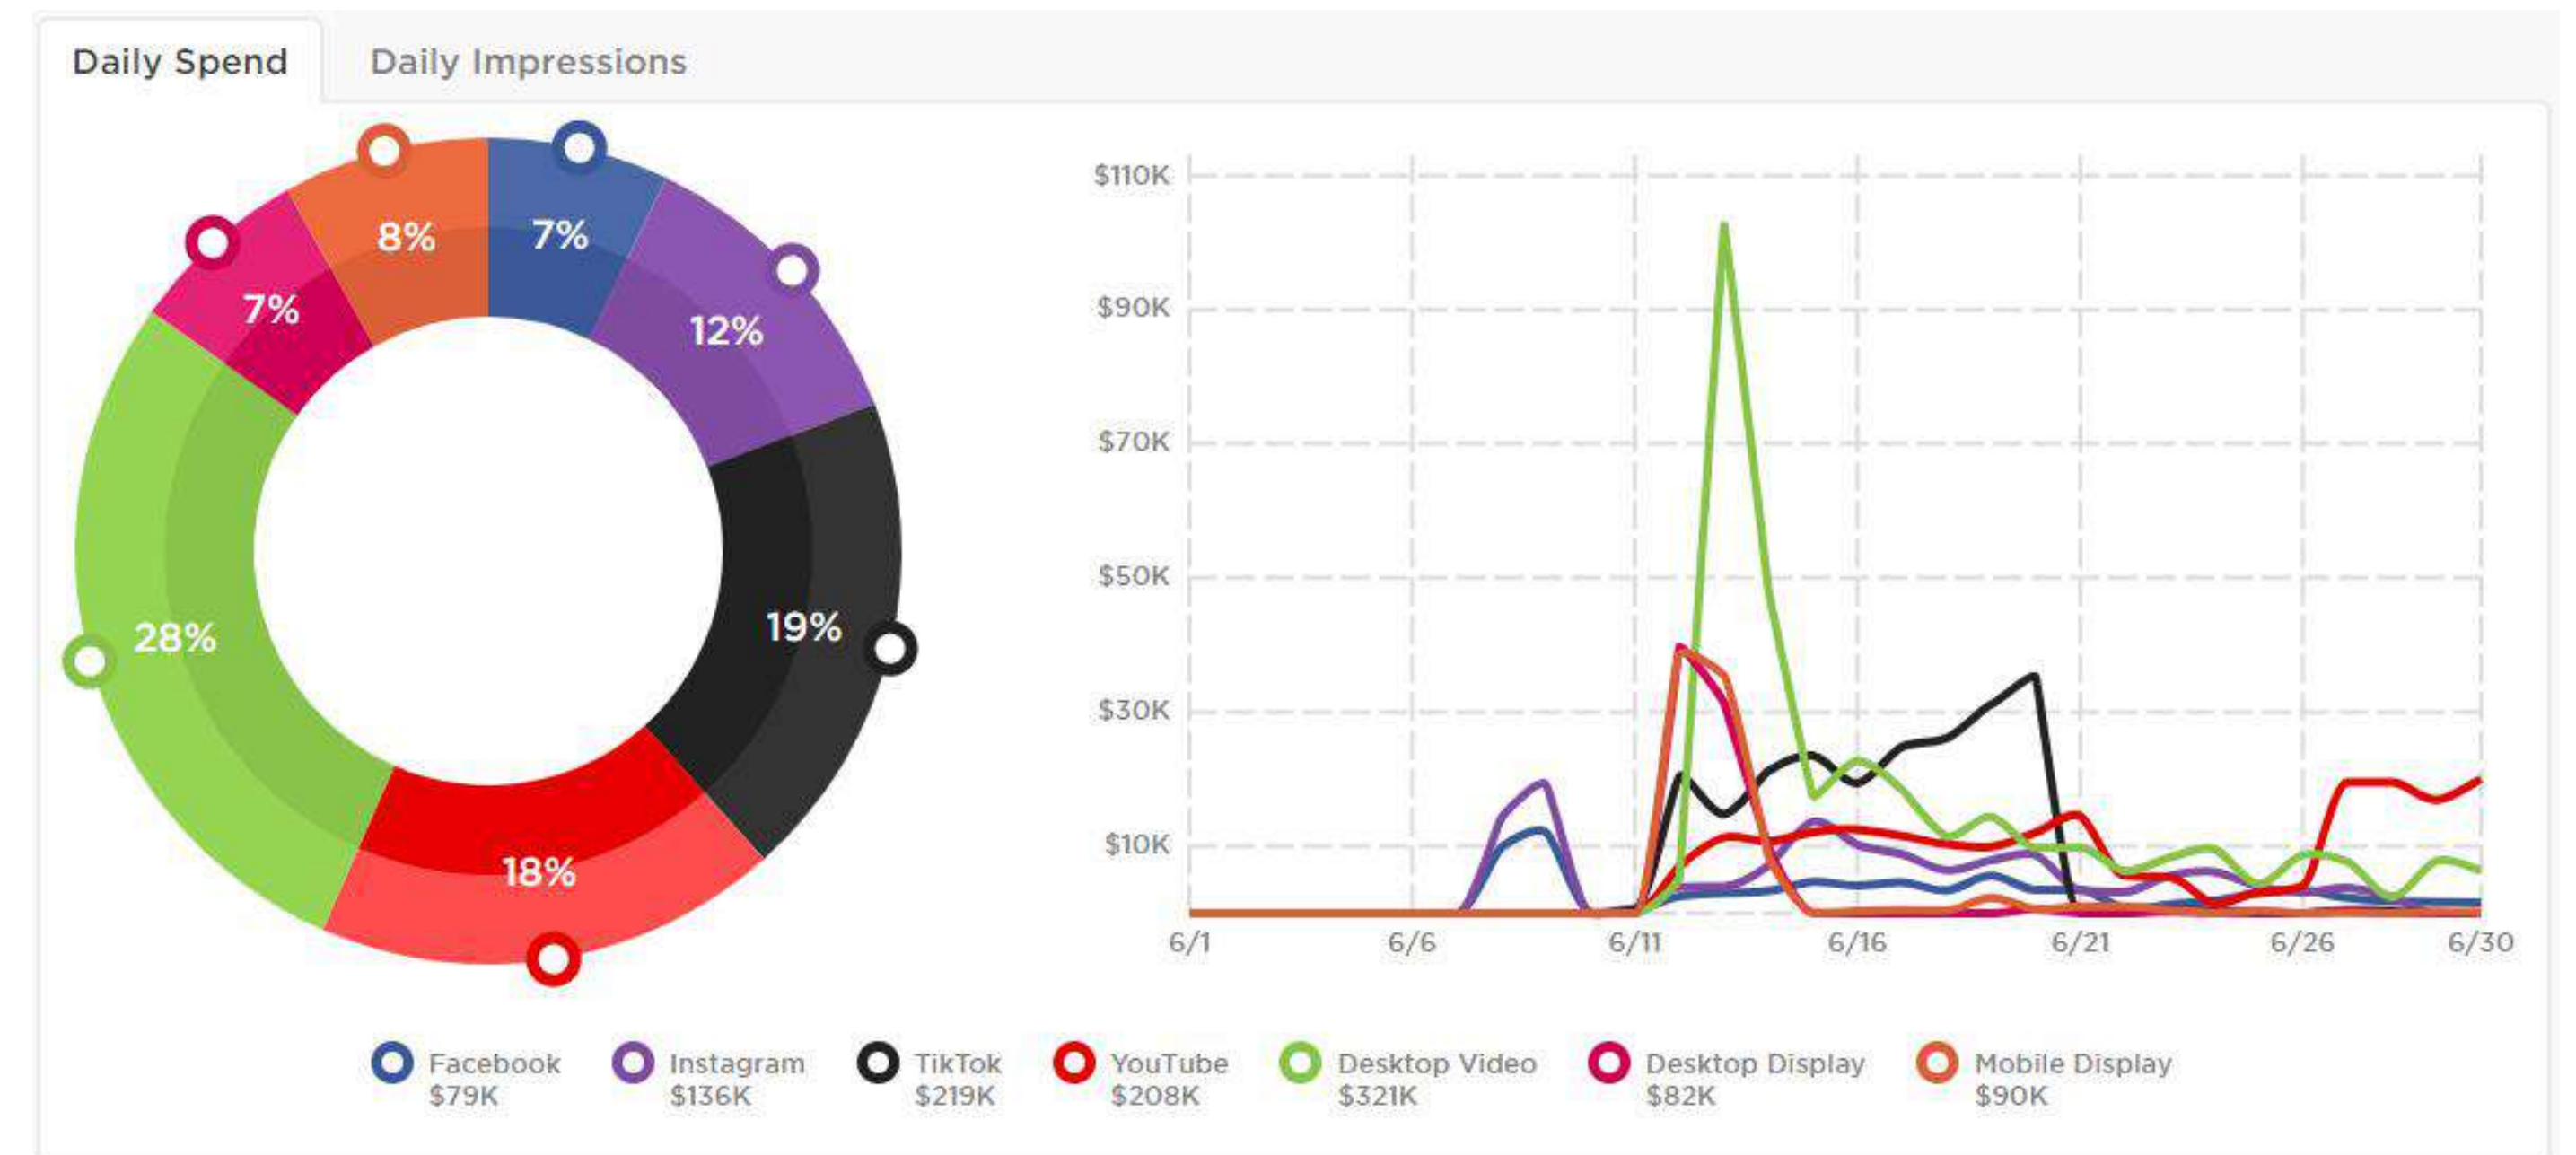 Daily Spend
Daily Impressions
8%
7%
7%
12%
19%
28%
18%
$110K
$90K
$70K
$50K
$30K
$10K
6/1 6/6 6/11 6/16 6/21 6/26 6/30
Facebook
$79K
Instagram
$136K
TikTok
$219K
YouTube
$208K
Desktop Video
$321K
Desktop Display
$82K
Mobile Display
$90K